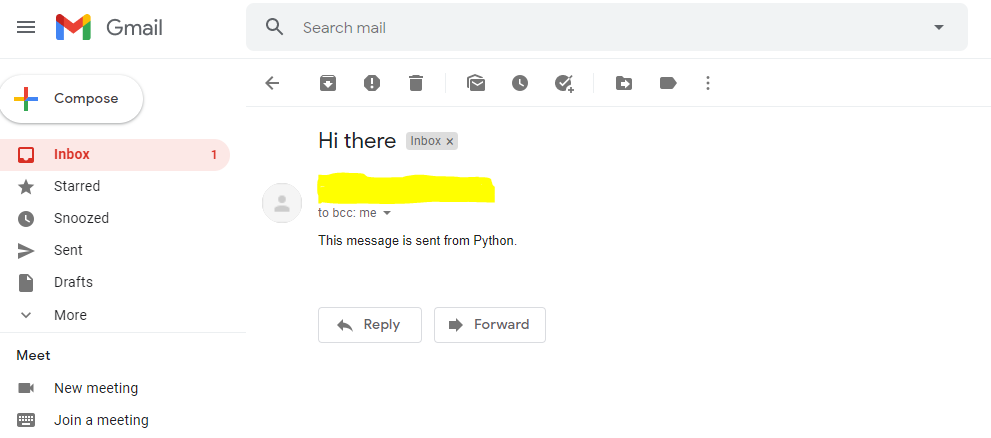 Gmail
Search mail
Compose
Inbox 1
Starred
Snoozed
Sent
Drafts
More
Meet
New meeting
Join a meeting
Hi there Inbox x
to bcc: me
This message is sent from Python.
Reply Forward